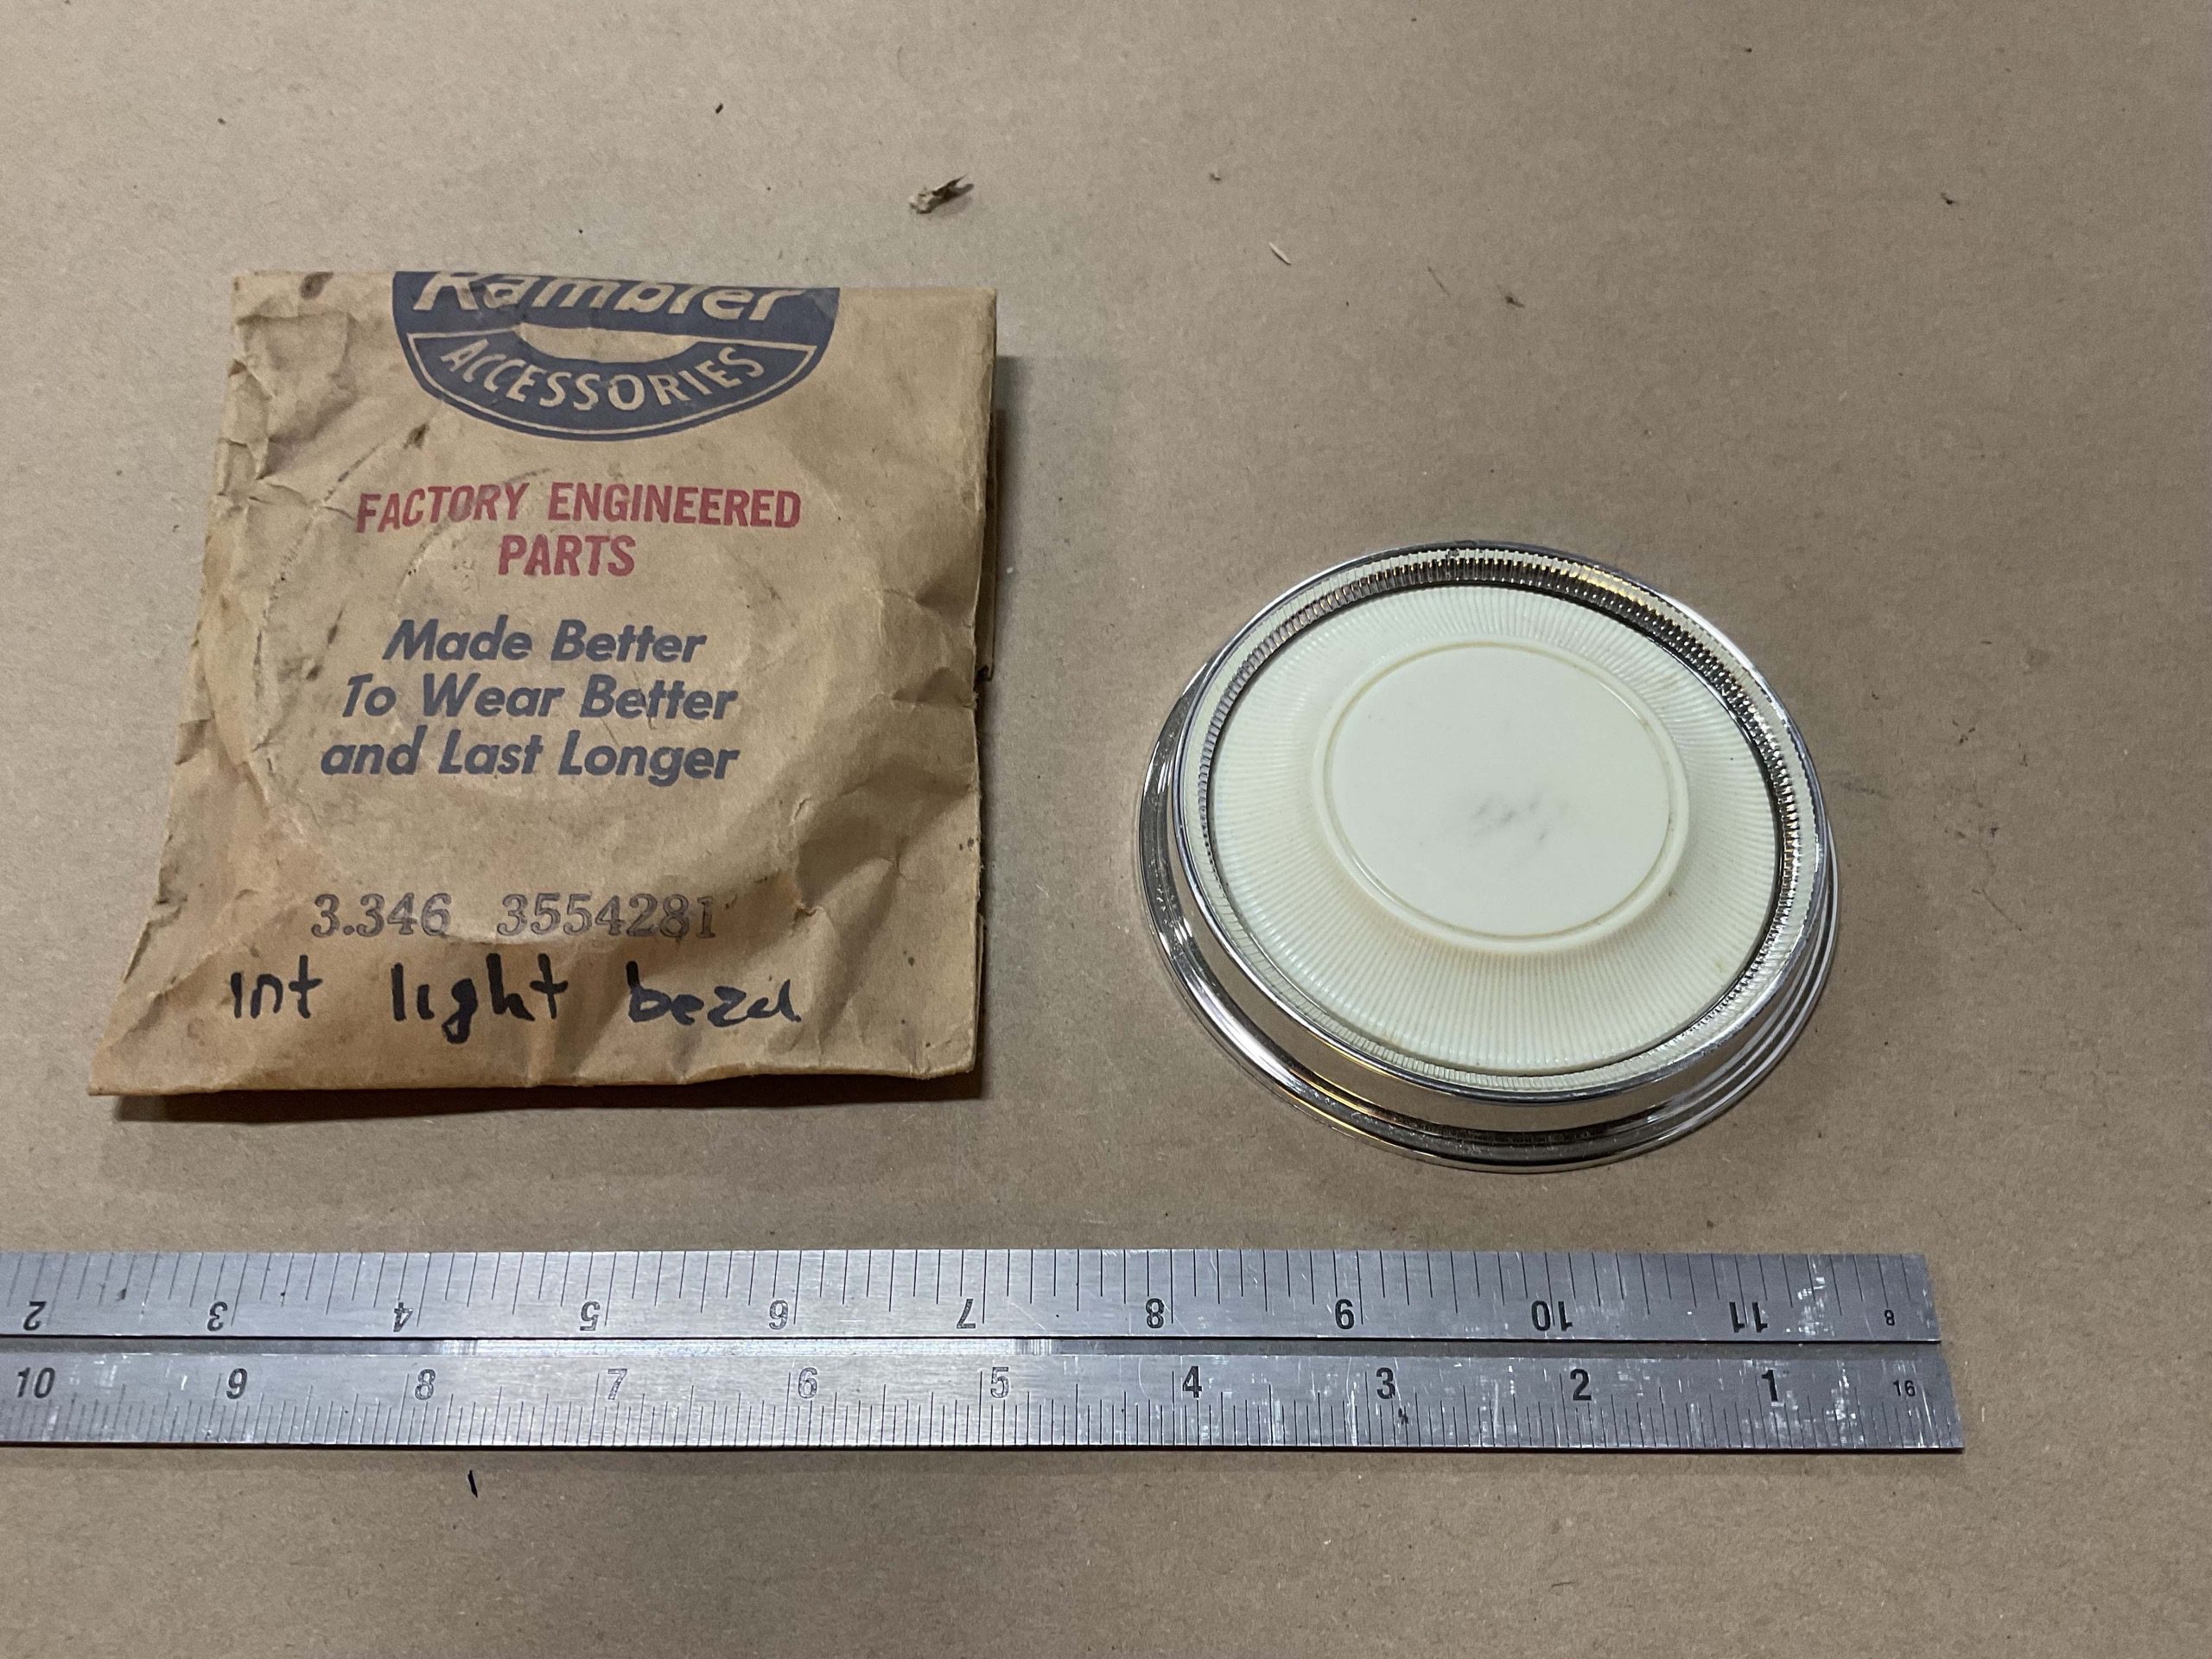 Rambler
ACCESSORIES
FACTORY ENGINEERED
PARTS
Made Better
To Wear Better
and Last Longer
3.346 3554281
int light bezel
2 3 4 5 6 7 8 9 10 11 8
10 9 8 7 6 5 4 3 2 1 16